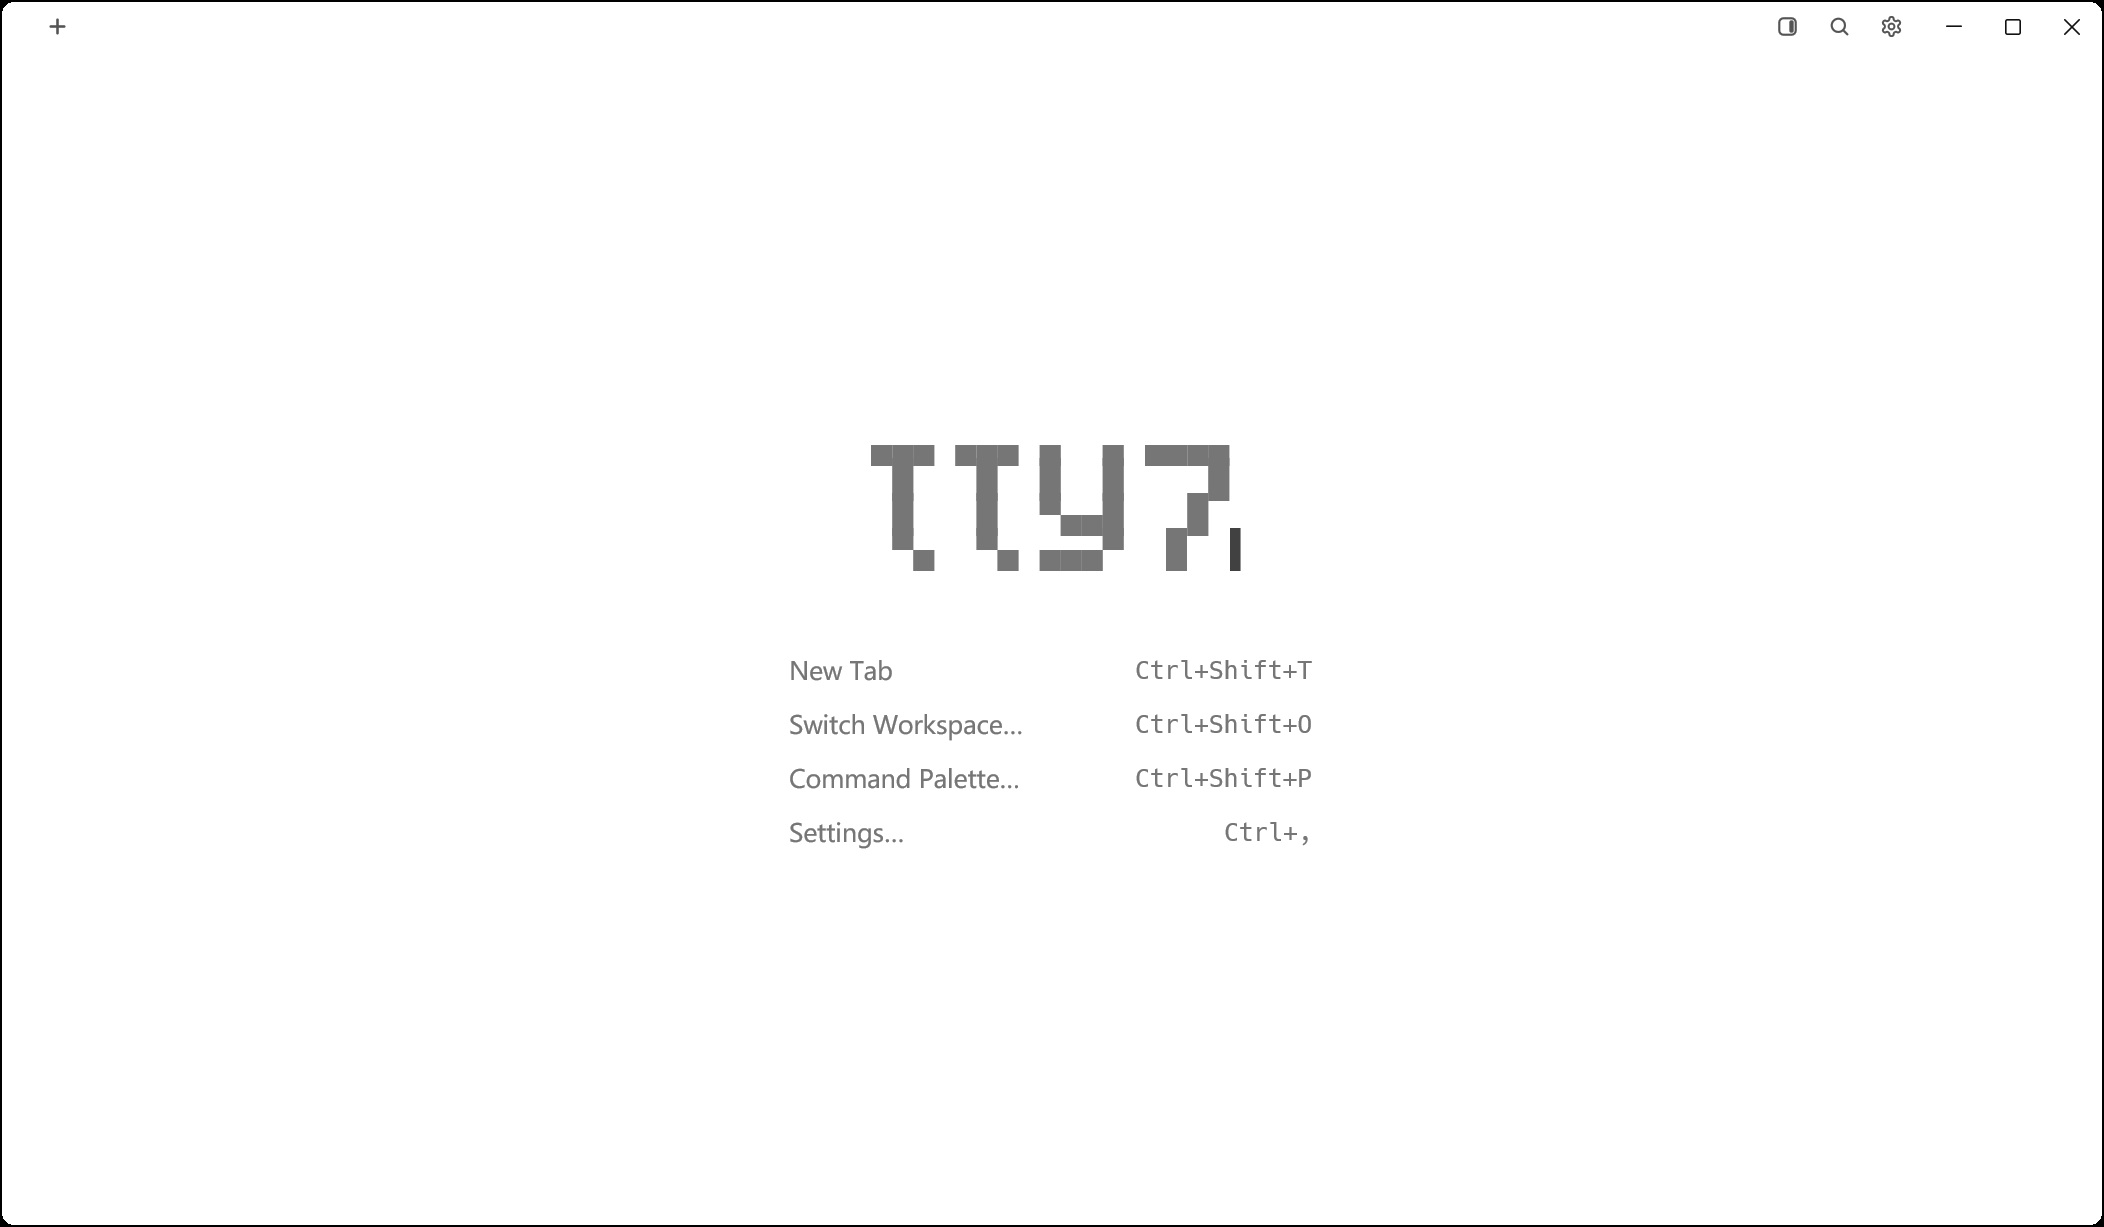 tty7
New Tab Ctrl+Shift+T
Switch Workspace... Ctrl+Shift+O
Command Palette... Ctrl+Shift+P
Settings... Ctrl+,